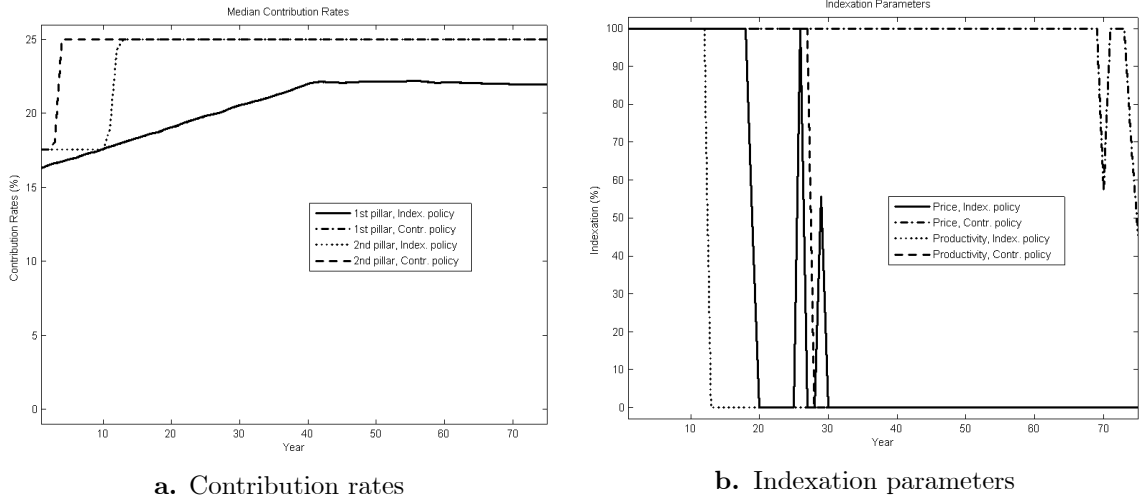 Median Contribution Rates
25
20
15
10
5
0
Contribution Rates (%)
1st pillar, Index. policy
1st pillar, Contr. policy
2nd pillar, Index. policy
2nd pillar, Contr. policy
10 20 30 40 50 60 70
Year
a. Contribution rates
Indexation Parameters
100
90
80
70
60
50
40
30
20
10
0
Indexation (%)
Price, Index. policy
Price, Contr. policy
Productivity, Index. policy
Productivity, Contr. policy
10 20 30 40 50 60 70
Year
b. Indexation parameters